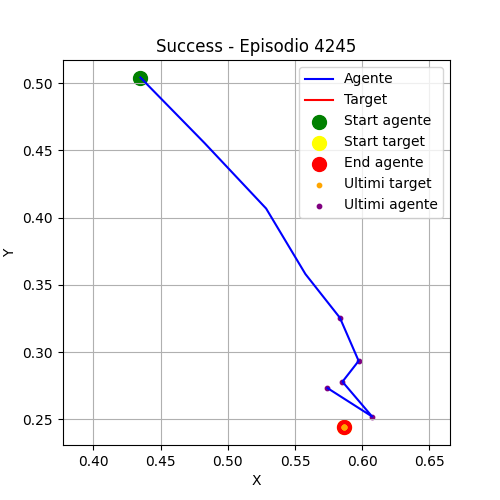 Success - Episodio 4245
Agente
Target
Start agente
Start target
End agente
Ultimi target
Ultimi agente
0.50
0.45
0.40
0.35
0.30
0.25
Y
0.40 0.45 0.50 0.55 0.60 0.65
X